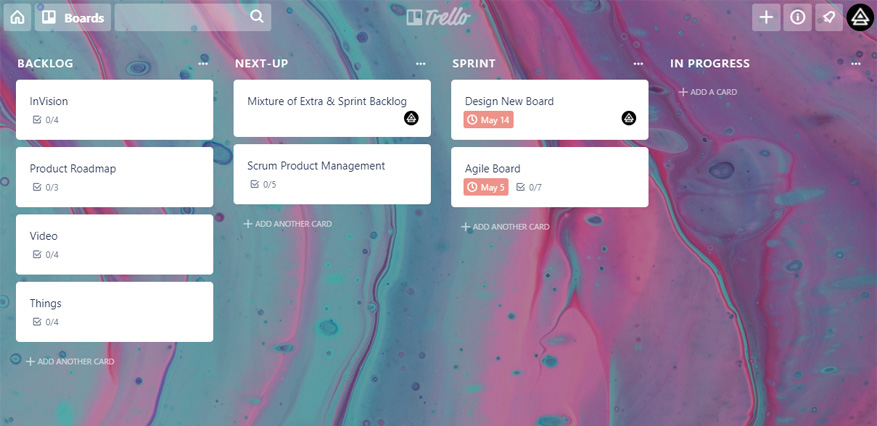 Boards
Trello
BACKLOG
InVision
0/4
Product Roadmap
0/3
Video
0/4
Things
0/4
ADD ANOTHER CARD
NEXT-UP
Mixture of Extra & Sprint Backlog
Scrum Product Management
0/5
ADD ANOTHER CARD
SPRINT
Design New Board
May 14
Agile Board
May 5 0/7
ADD ANOTHER CARD
IN PROGRESS
ADD A CARD